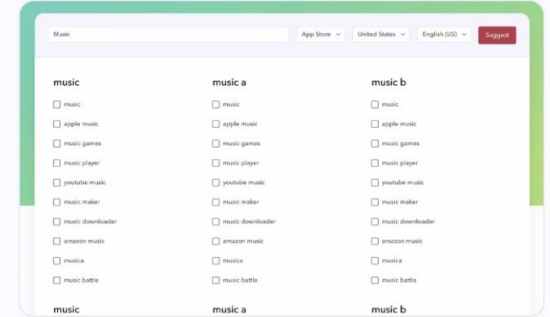 Music App Store United States English (US) Suggest
music music a music b
music music music
apple music apple music apple music
music games music games music games
music player music player music player
youtube music youtube music youtube music
music maker music maker music maker
music downloader music downloader music downloader
amazon music amazon music amazon music
musica musica musica
music battle music battle music battle
music music a music b